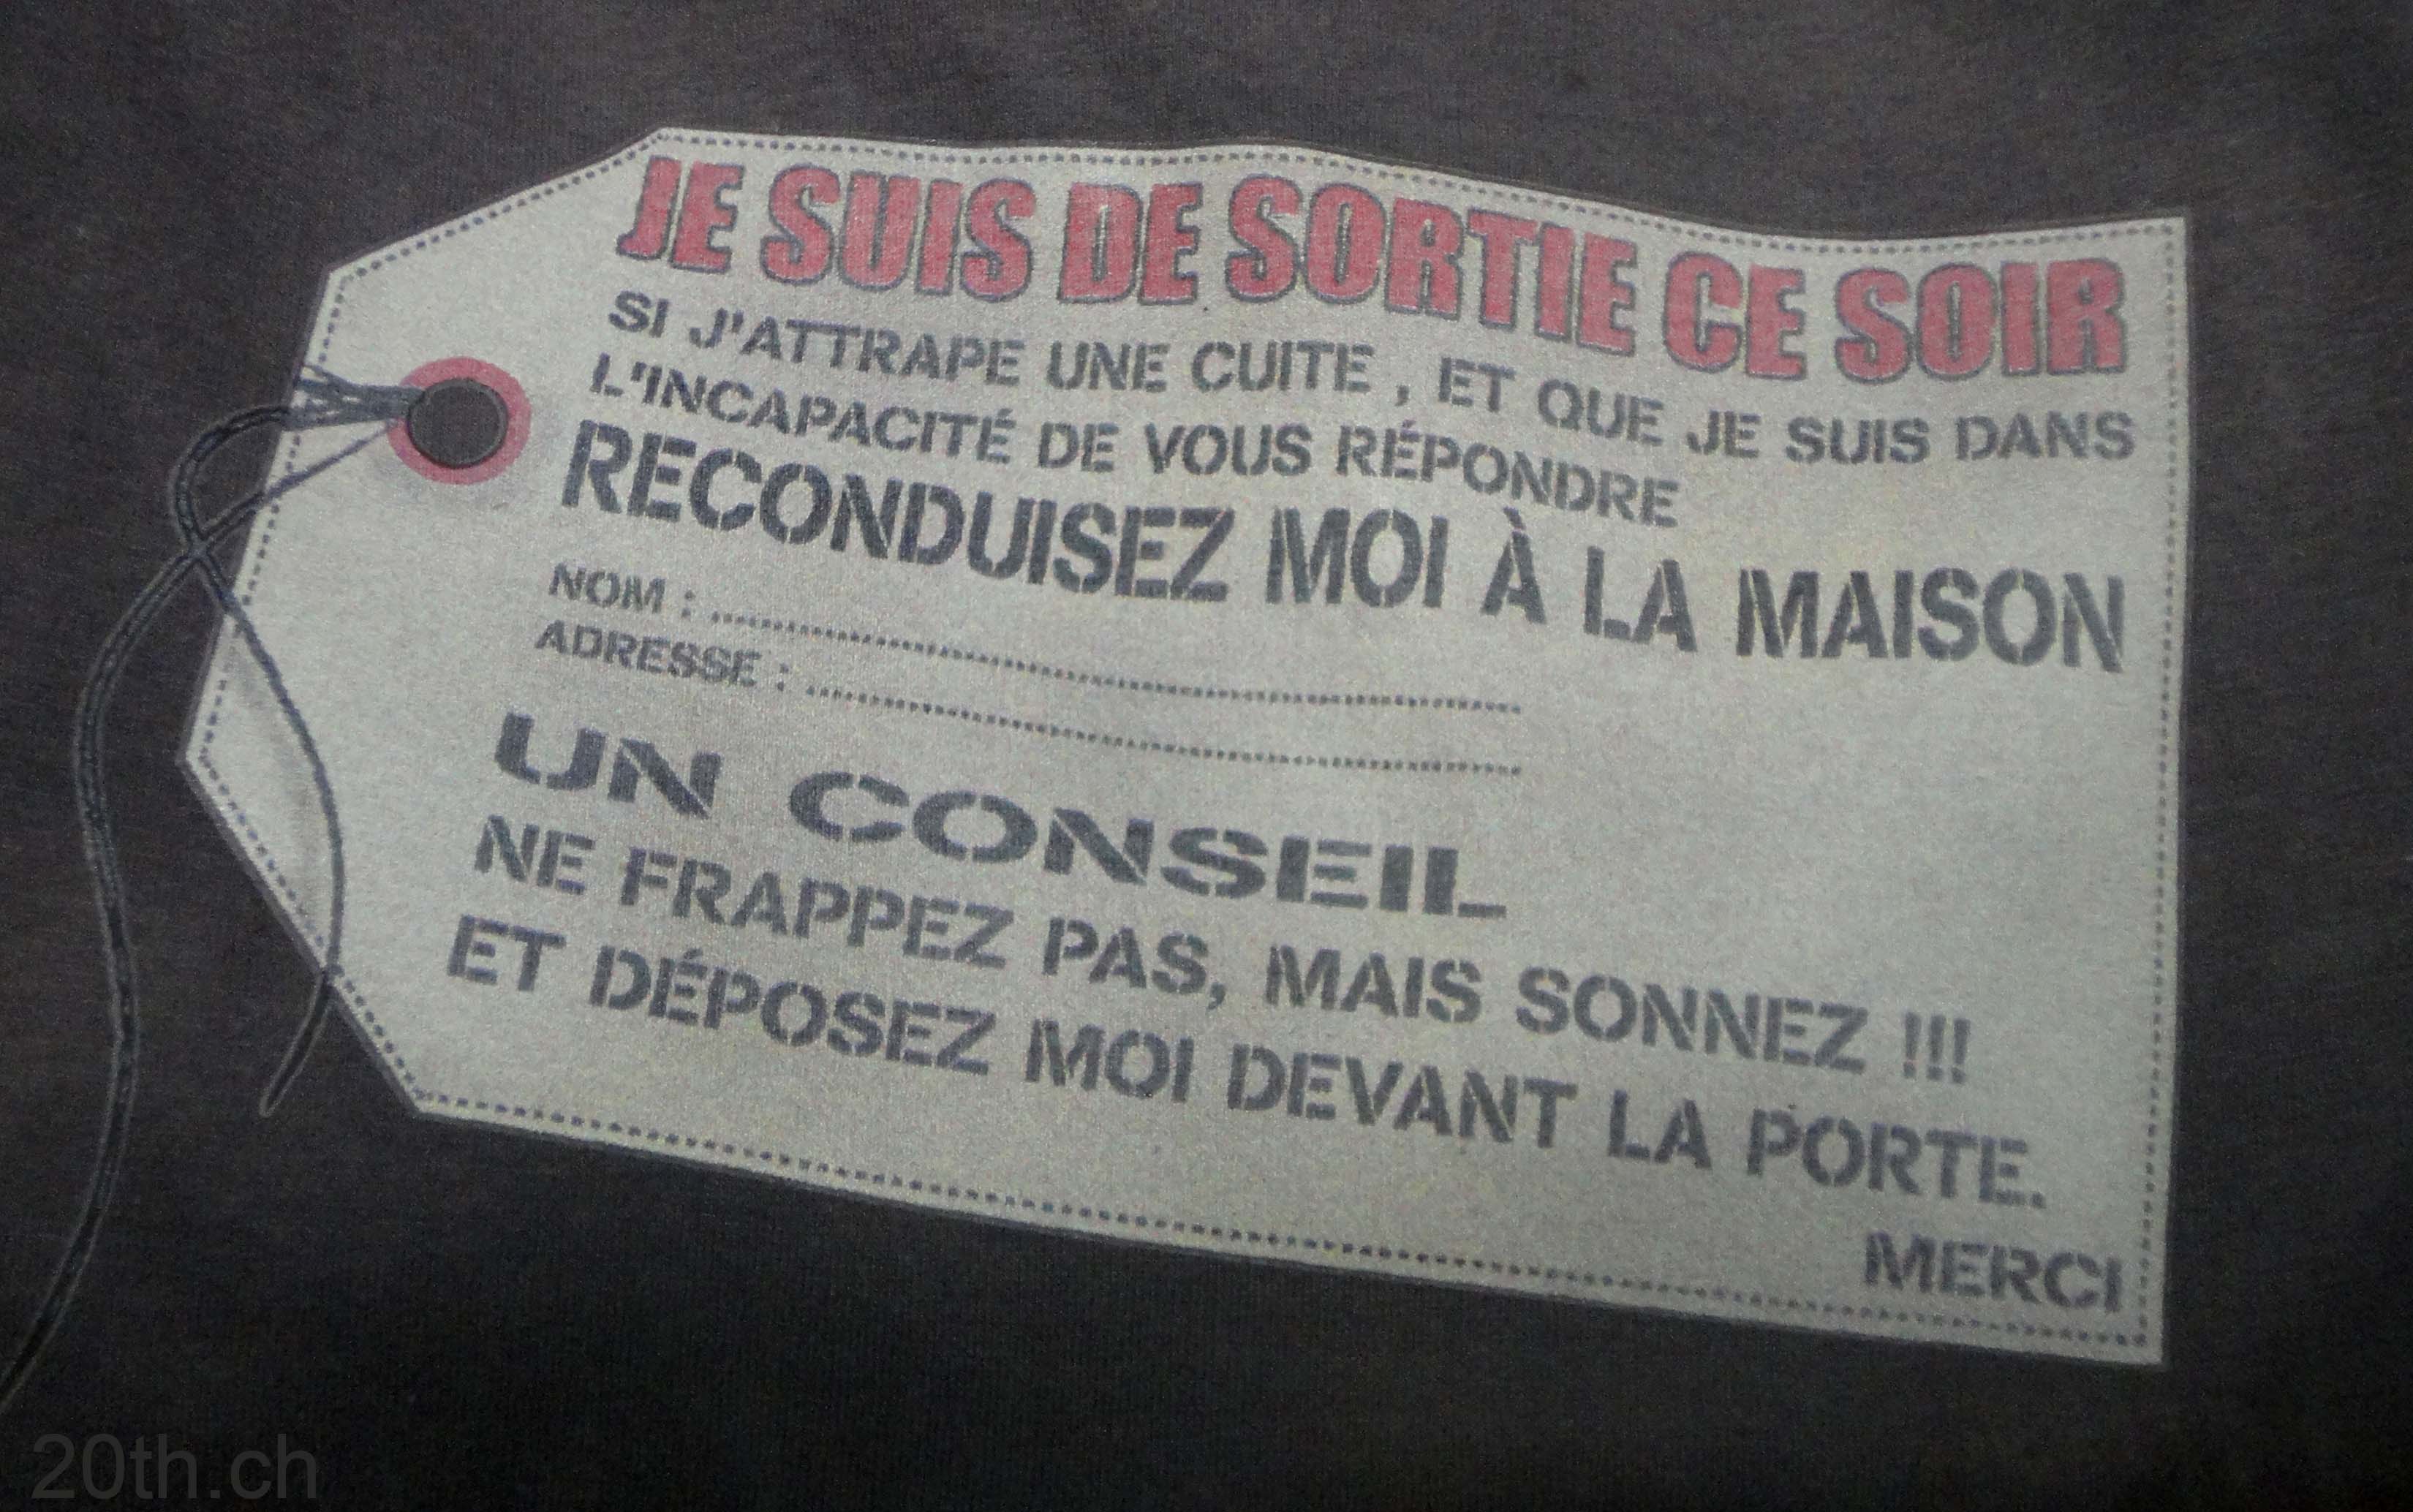 JE SUIS DE SORTIE CE SOIR
SI J'ATTRAPE UNE CUITE , ET QUE JE SUIS DANS
L'INCAPACITÉ DE VOUS RÉPONDRE
RECONDUISEZ MOI À LA MAISON
NOM : ................................................
ADRESSE : ................................................
UN CONSEIL
NE FRAPPEZ PAS, MAIS SONNEZ !!!
ET DÉPOSEZ MOI DEVANT LA PORTE.
MERCI
20th.ch